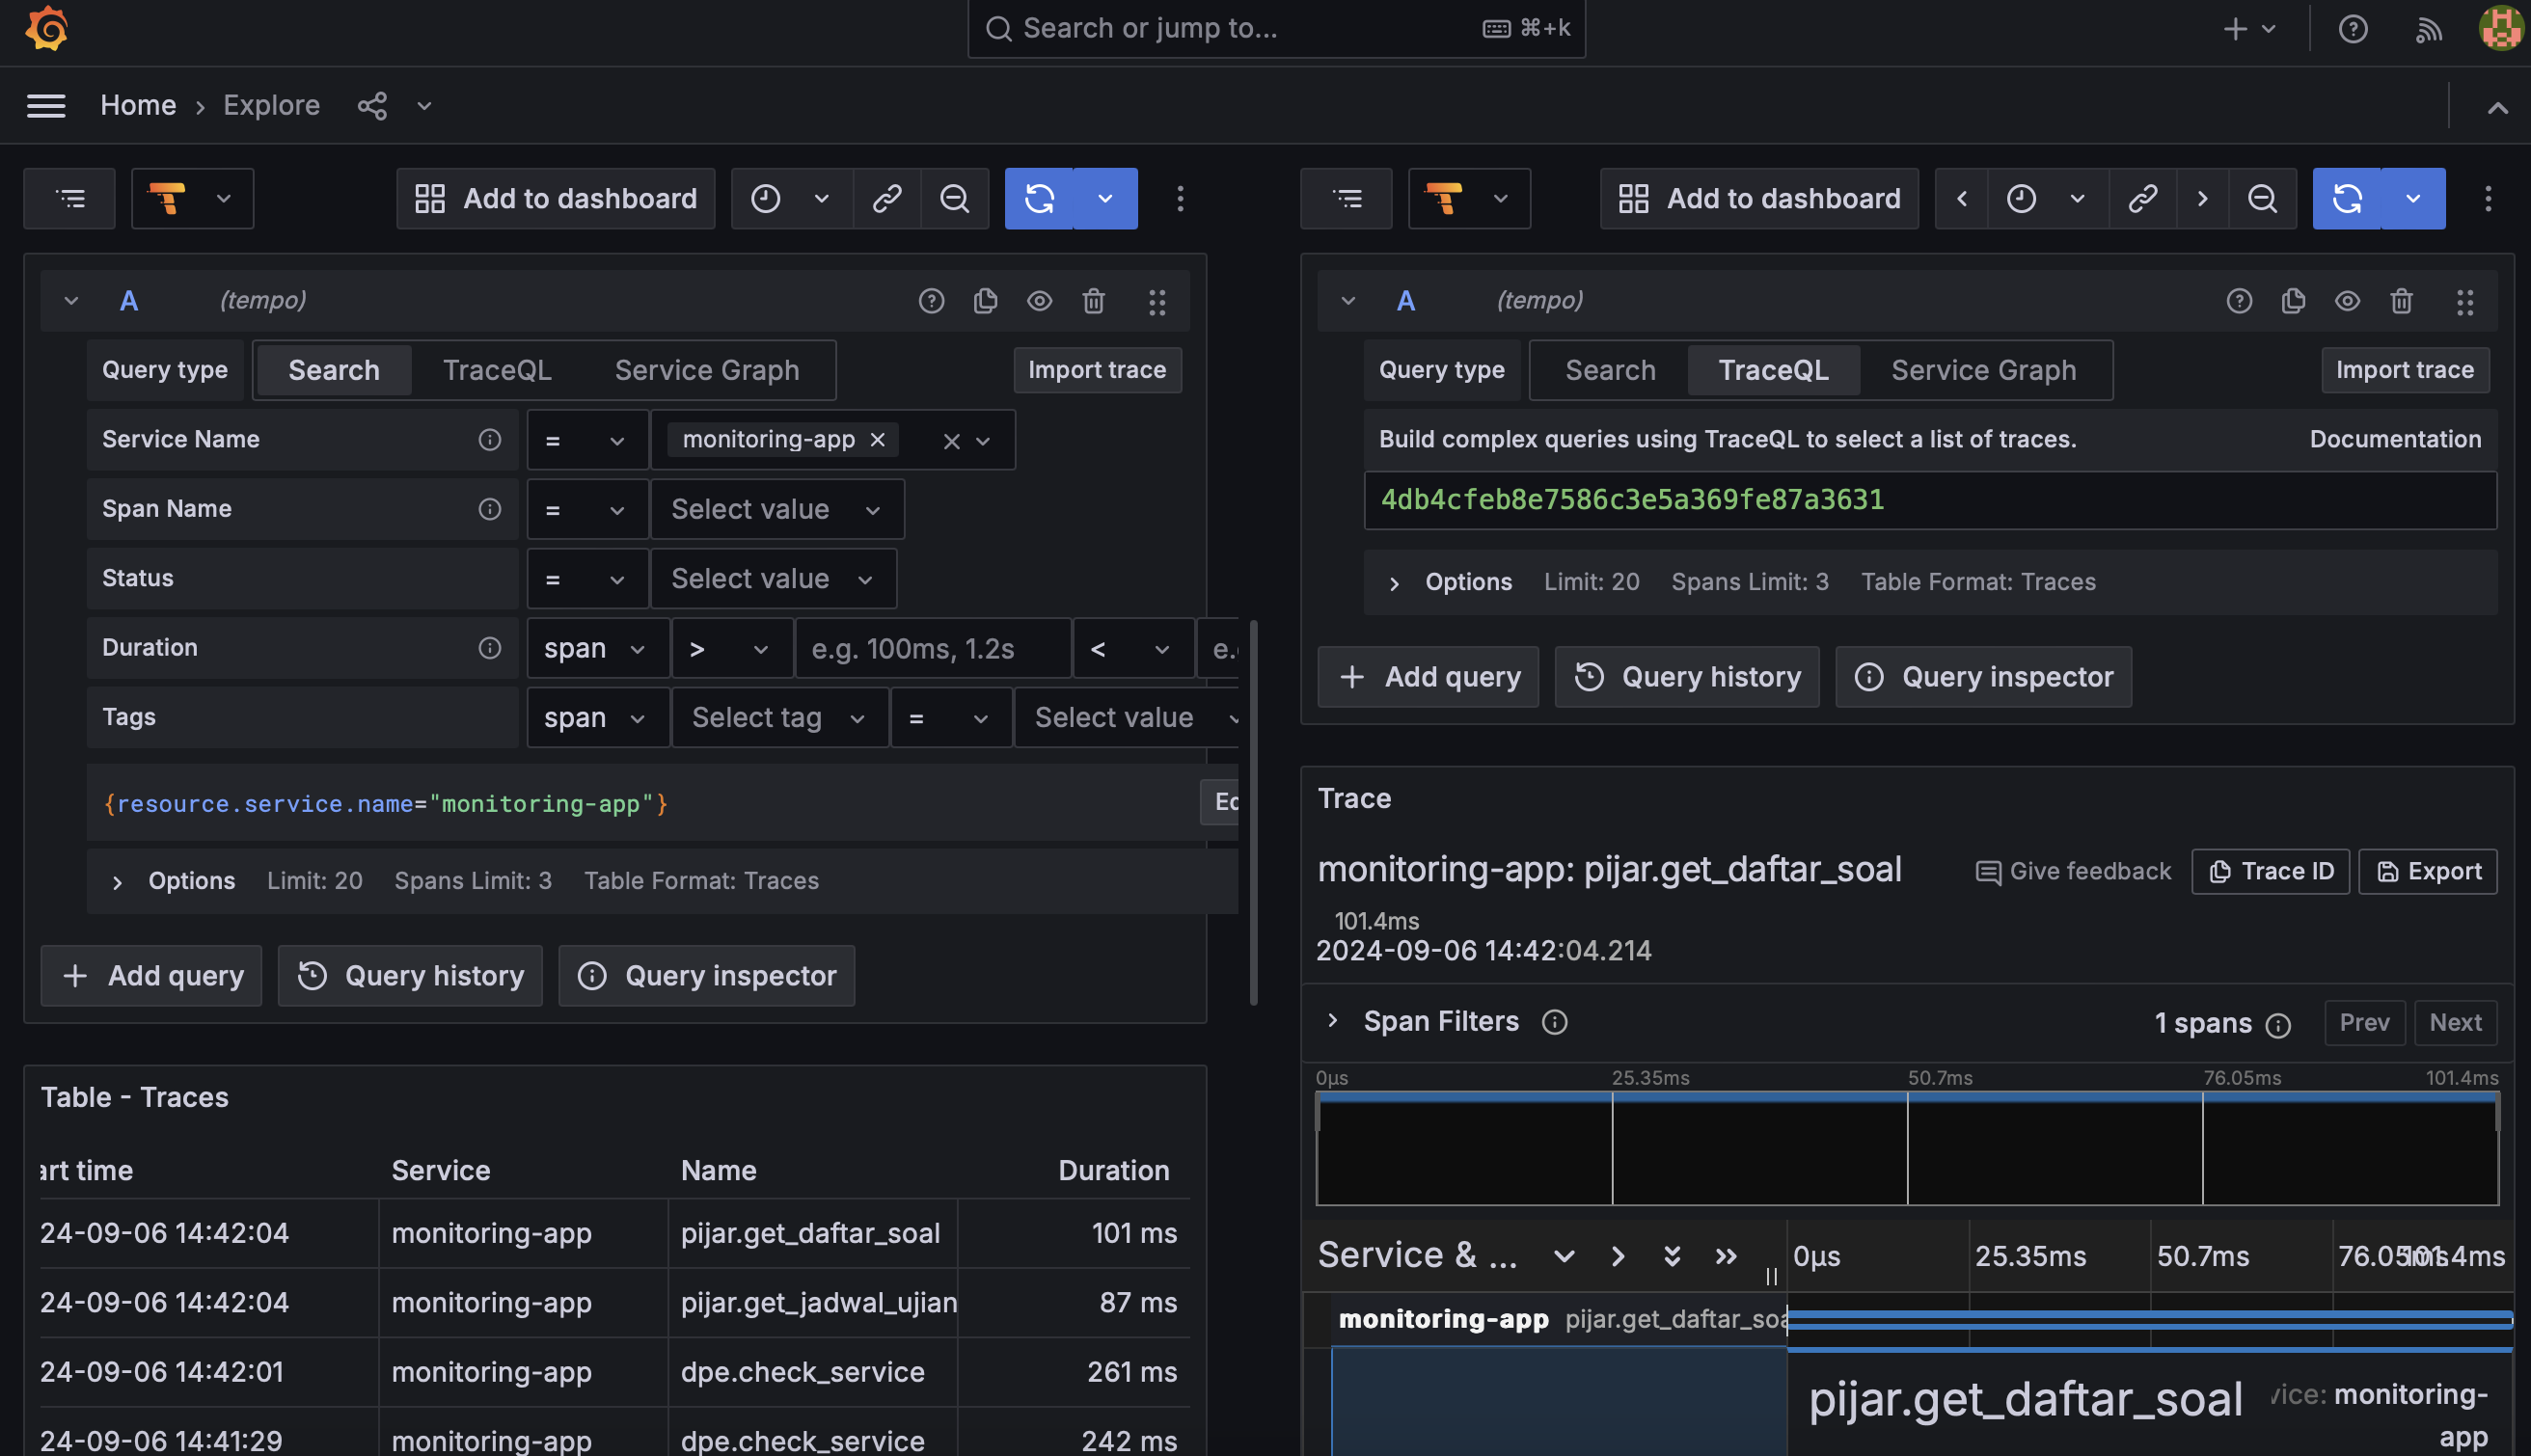 Search or jump to... ⌘+k
Home › Explore
Add to dashboard
A (tempo)
Query type Search TraceQL Service Graph Import trace
Service Name = monitoring-app
Span Name = Select value
Status = Select value
Duration span > e.g. 100ms, 1.2s < e.
Tags span Select tag = Select value
{resource.service.name="monitoring-app"}
Options Limit: 20 Spans Limit: 3 Table Format: Traces
+ Add query Query history Query inspector
Table - Traces
art time Service Name Duration
24-09-06 14:42:04 monitoring-app pijar.get_daftar_soal 101 ms
24-09-06 14:42:04 monitoring-app pijar.get_jadwal_ujian 87 ms
24-09-06 14:42:01 monitoring-app dpe.check_service 261 ms
24-09-06 14:41:29 monitoring-app dpe.check_service 242 ms
Add to dashboard
A (tempo)
Query type Search TraceQL Service Graph Import trace
Build complex queries using TraceQL to select a list of traces. Documentation
4db4cfeb8e7586c3e5a369fe87a3631
Options Limit: 20 Spans Limit: 3 Table Format: Traces
+ Add query Query history Query inspector
Trace
monitoring-app: pijar.get_daftar_soal Give feedback Trace ID Export
101.4ms
2024-09-06 14:42:04.214
Span Filters 1 spans Prev Next
0μs 25.35ms 50.7ms 76.05ms 101.4ms
Service & ... 0μs 25.35ms 50.7ms 76.05ms 101.4ms
monitoring-app pijar.get_daftar_soa
pijar.get_daftar_soal vice: monitoring-
app